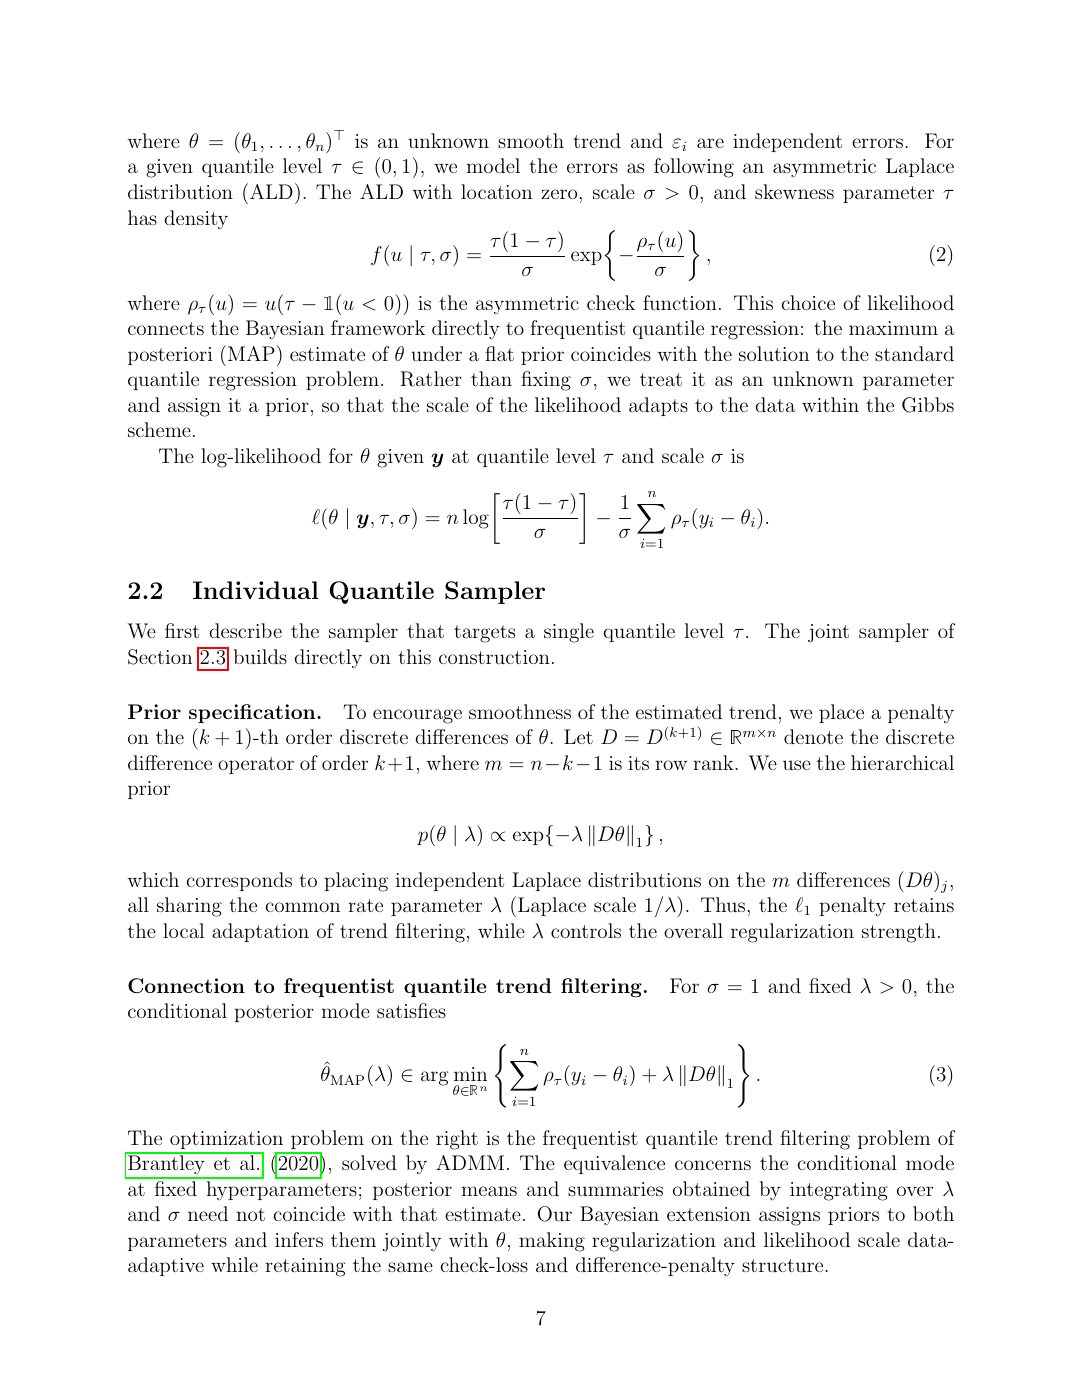 where θ = (θ₁, . . . , θₙ)⊤ is an unknown smooth trend and εᵢ are independent errors. For
a given quantile level τ ∈ (0, 1), we model the errors as following an asymmetric Laplace
distribution (ALD). The ALD with location zero, scale σ > 0, and skewness parameter τ
has density
f(u | τ, σ) = τ(1 − τ)/σ exp{−ρ_τ(u)/σ}, (2)
where ρ_τ(u) = u(τ − 𝟙(u < 0)) is the asymmetric check function. This choice of likelihood
connects the Bayesian framework directly to frequentist quantile regression: the maximum a
posteriori (MAP) estimate of θ under a flat prior coincides with the solution to the standard
quantile regression problem. Rather than fixing σ, we treat it as an unknown parameter
and assign it a prior, so that the scale of the likelihood adapts to the data within the Gibbs
scheme.
The log-likelihood for θ given y at quantile level τ and scale σ is
ℓ(θ | y, τ, σ) = n log[τ(1 − τ)/σ] − 1/σ ∑ᵢ₌₁ⁿ ρ_τ(yᵢ − θᵢ).
2.2 Individual Quantile Sampler
We first describe the sampler that targets a single quantile level τ. The joint sampler of
Section 2.3 builds directly on this construction.
Prior specification. To encourage smoothness of the estimated trend, we place a penalty
on the (k + 1)-th order discrete differences of θ. Let D = D⁽ᵏ⁺¹⁾ ∈ ℝᵐˣⁿ denote the discrete
difference operator of order k+1, where m = n−k−1 is its row rank. We use the hierarchical
prior
p(θ | λ) ∝ exp{−λ ‖Dθ‖₁},
which corresponds to placing independent Laplace distributions on the m differences (Dθ)ⱼ,
all sharing the common rate parameter λ (Laplace scale 1/λ). Thus, the ℓ₁ penalty retains
the local adaptation of trend filtering, while λ controls the overall regularization strength.
Connection to frequentist quantile trend filtering. For σ = 1 and fixed λ > 0, the
conditional posterior mode satisfies
θ̂_MAP(λ) ∈ arg min_{θ∈ℝⁿ} {∑ᵢ₌₁ⁿ ρ_τ(yᵢ − θᵢ) + λ ‖Dθ‖₁}. (3)
The optimization problem on the right is the frequentist quantile trend filtering problem of
Brantley et al. (2020), solved by ADMM. The equivalence concerns the conditional mode
at fixed hyperparameters; posterior means and summaries obtained by integrating over λ
and σ need not coincide with that estimate. Our Bayesian extension assigns priors to both
parameters and infers them jointly with θ, making regularization and likelihood scale data-
adaptive while retaining the same check-loss and difference-penalty structure.
7